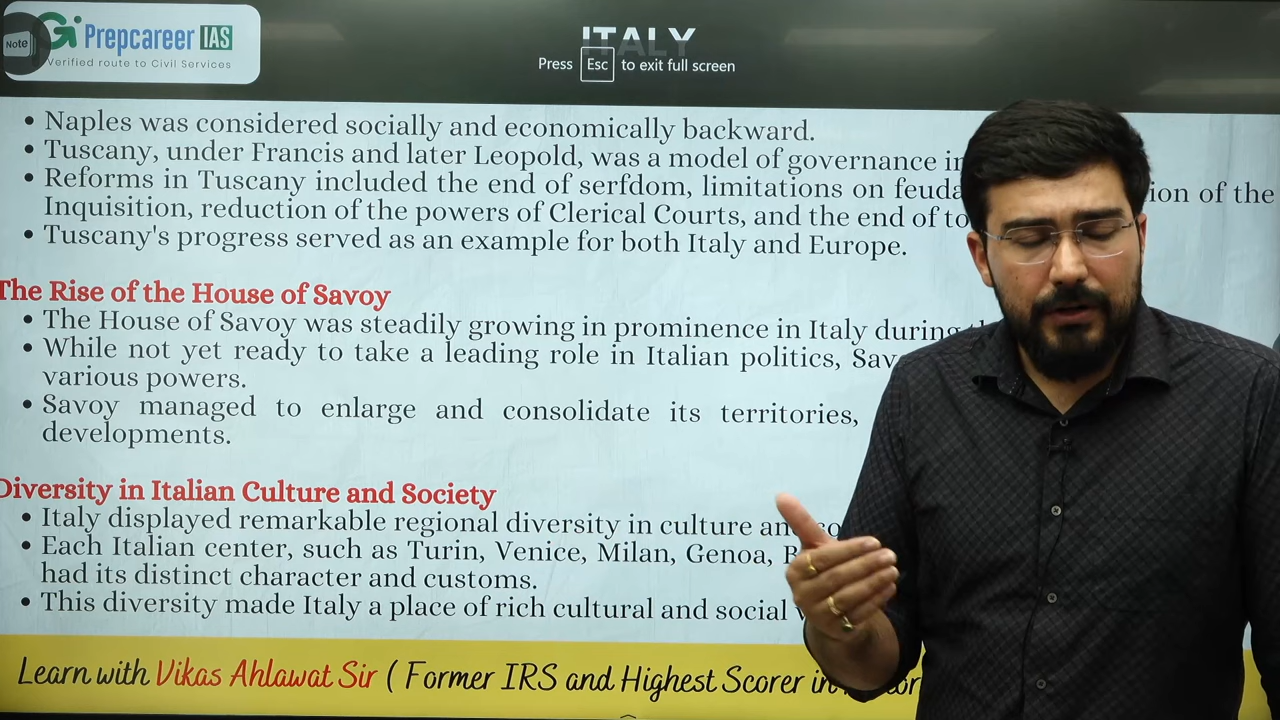 Note
Gi Prepcareer IAS
Verified route to Civil Services
ITALY
Press Esc to exit full screen
• Naples was considered socially and economically backward.
• Tuscany, under Francis and later Leopold, was a model of governance in
• Reforms in Tuscany included the end of serfdom, limitations on feuda ion of the
Inquisition, reduction of the powers of Clerical Courts, and the end of to
• Tuscany's progress served as an example for both Italy and Europe.
The Rise of the House of Savoy
• The House of Savoy was steadily growing in prominence in Italy during
• While not yet ready to take a leading role in Italian politics, Sav
various powers.
• Savoy managed to enlarge and consolidate its territories,
developments.
Diversity in Italian Culture and Society
• Italy displayed remarkable regional diversity in culture an
• Each Italian center, such as Turin, Venice, Milan, Genoa,
had its distinct character and customs.
• This diversity made Italy a place of rich cultural and social
Learn with Vikas Ahlawat Sir ( Former IRS and Highest Scorer in